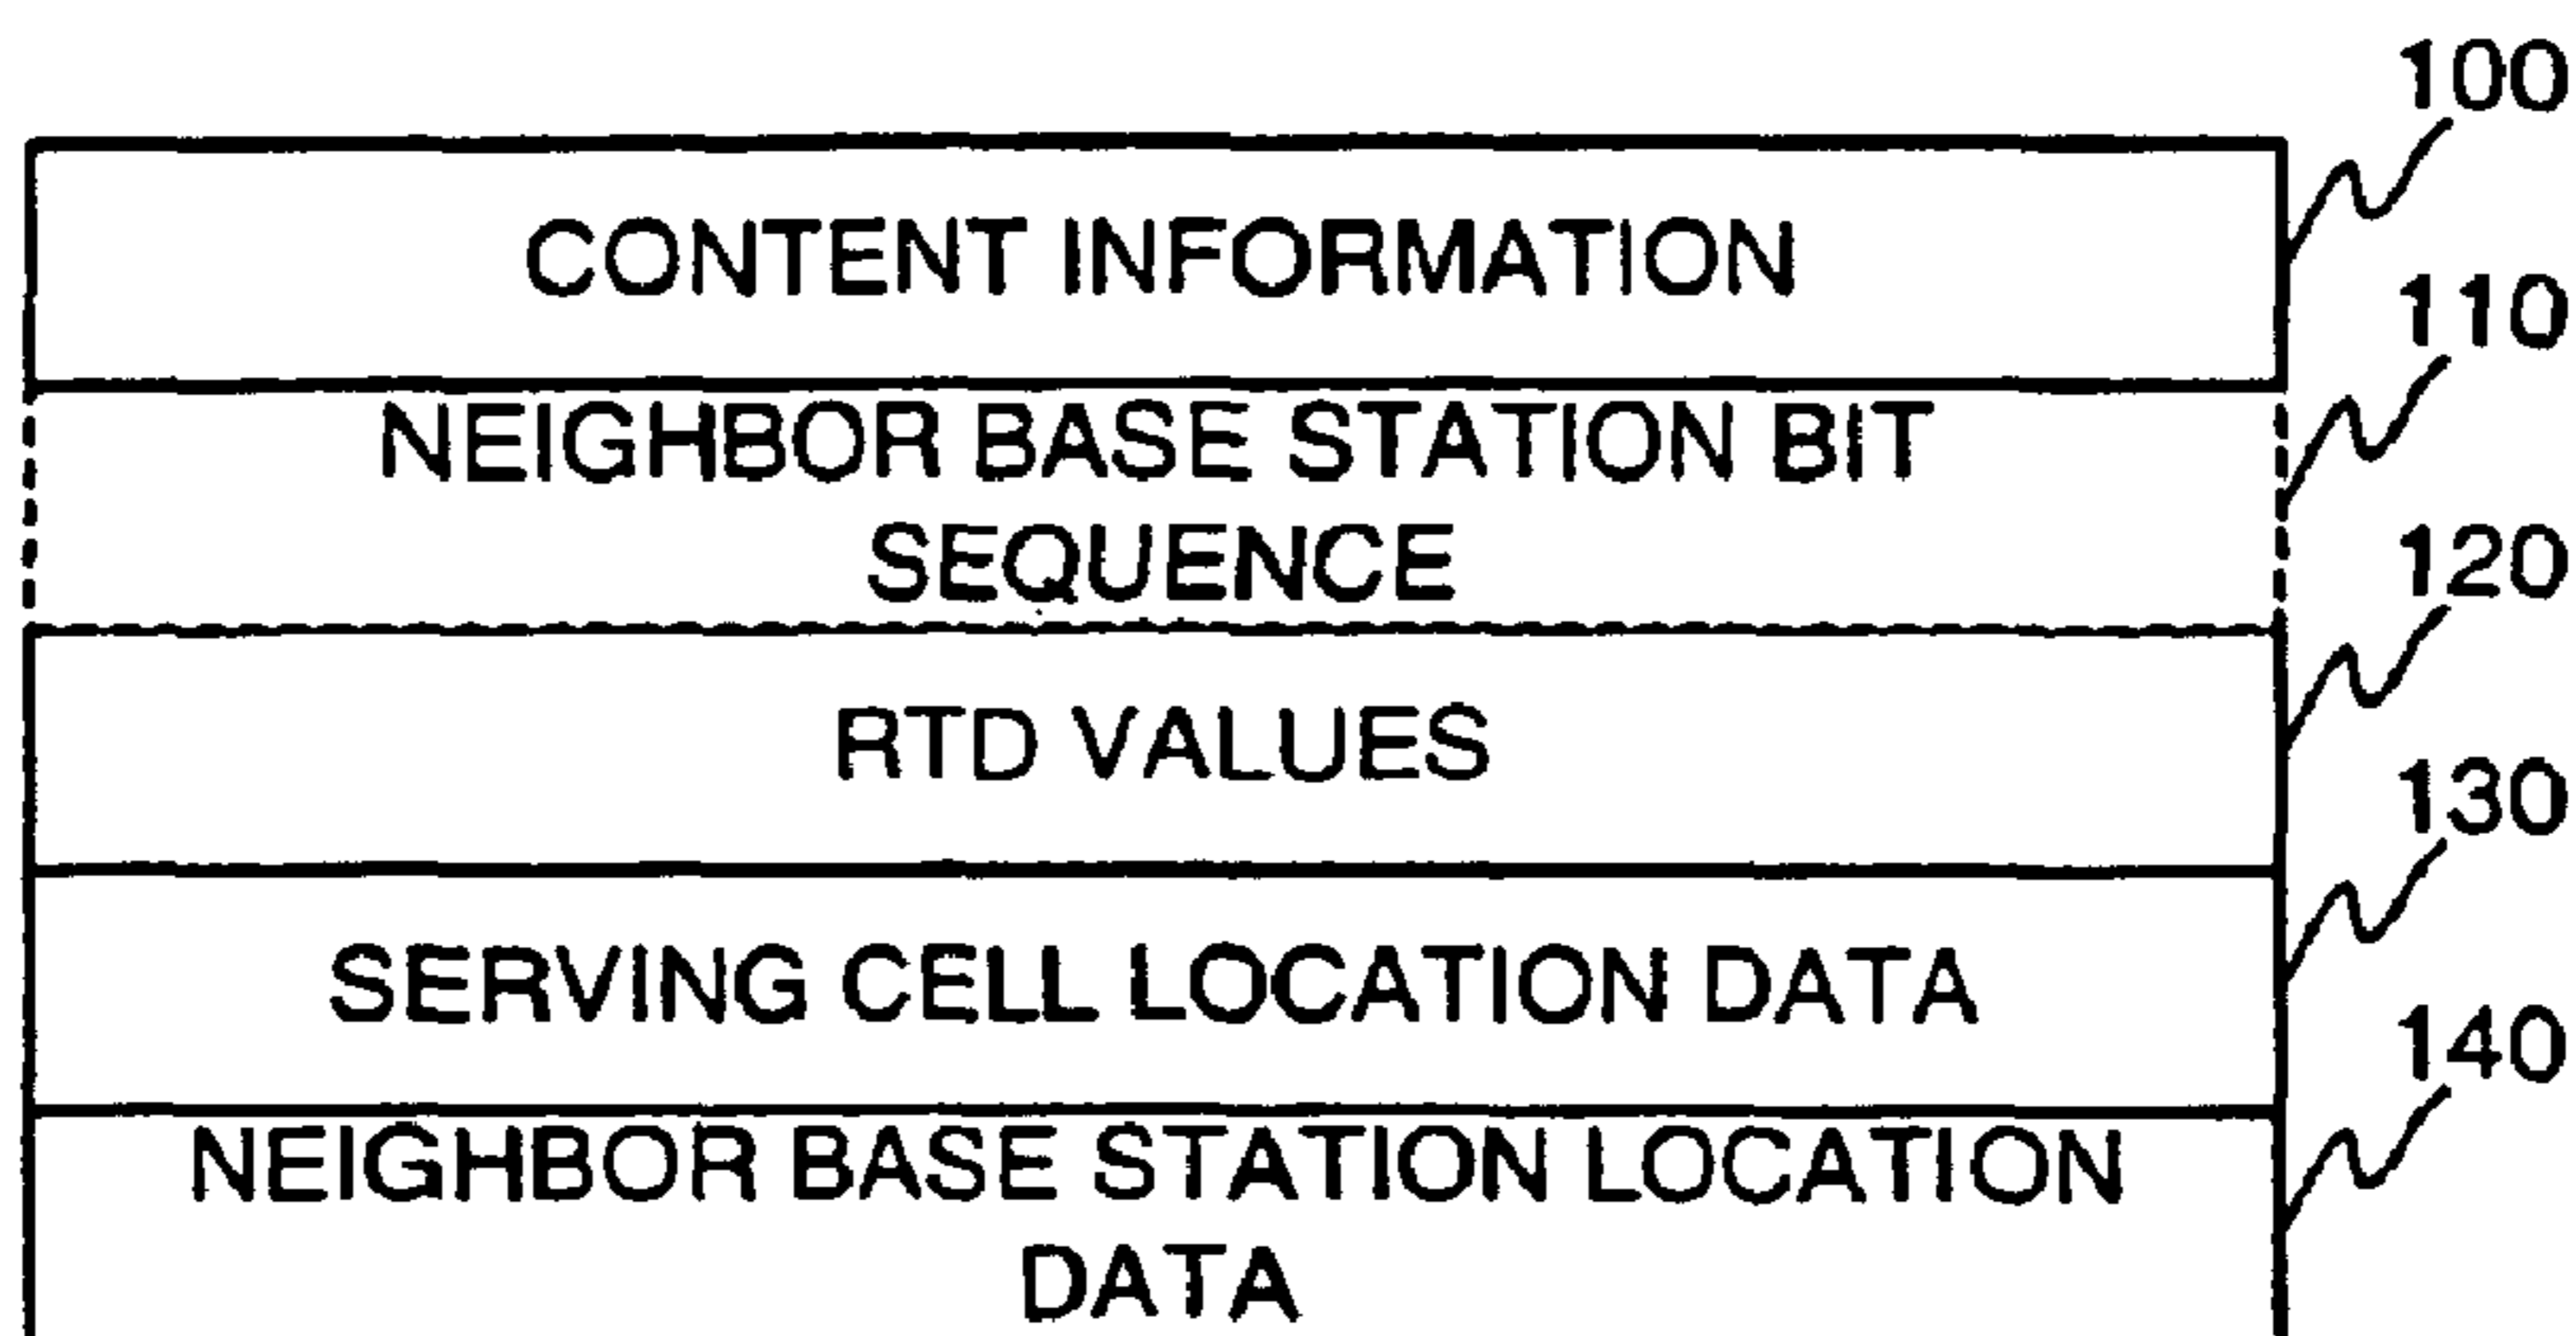 100
CONTENT INFORMATION
110
NEIGHBOR BASE STATION BIT
SEQUENCE
120
RTD VALUES
130
SERVING CELL LOCATION DATA
140
NEIGHBOR BASE STATION LOCATION
DATA